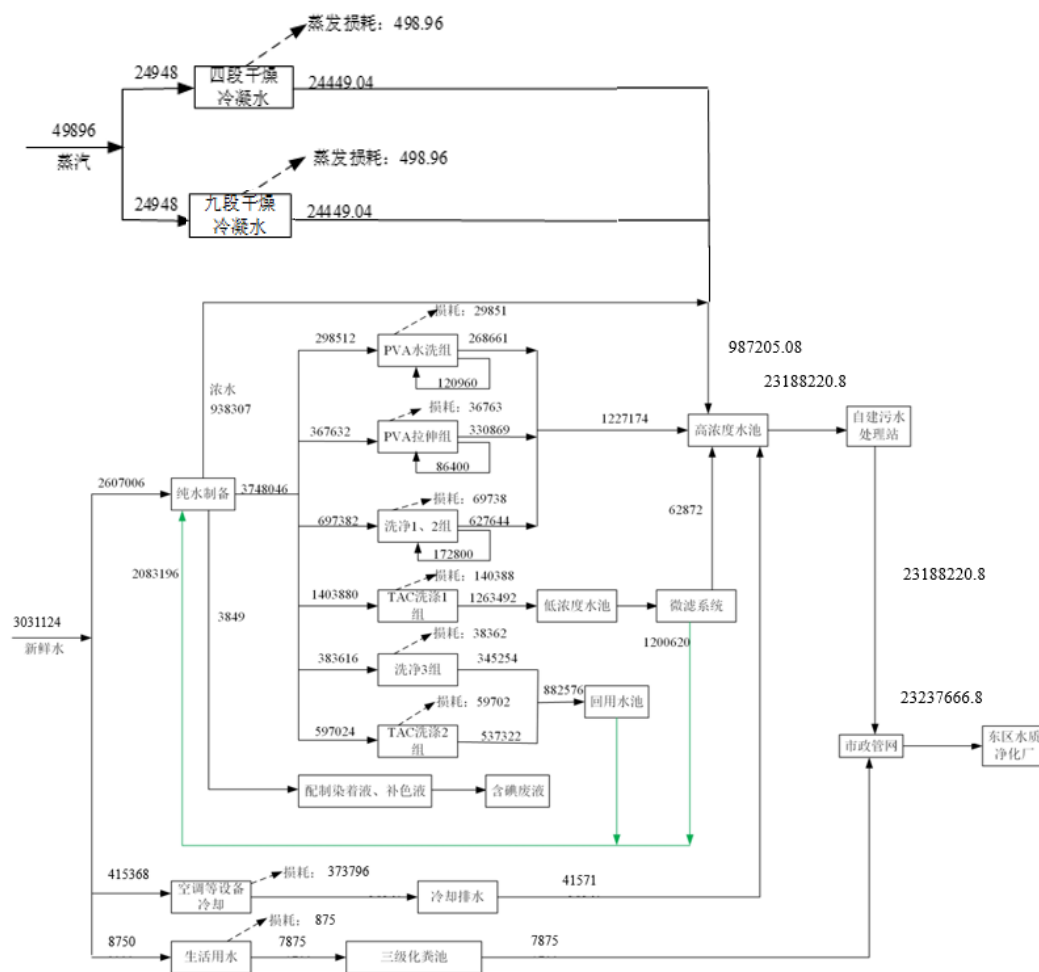 蒸发损耗：498.96
24948
四段干燥
冷凝水
24449.04
49896
蒸汽
蒸发损耗：498.96
24948
九段干燥
冷凝水
24449.04
损耗：29851
298512
PVA水洗组
268661
120960
987205.08
23188220.8
浓水
938307
损耗：36763
367632
PVA拉伸组
330869
86400
1227174
高浓度水池
自建污水
处理站
2607006
纯水制备
3748046
损耗：69738
697382
洗净1、2组
627644
172800
62872
2083196
损耗：140388
1403880
TAC洗涤1
组
1263492
低浓度水池
微滤系统
23188220.8
3849
3031124
新鲜水
损耗：38362
383616
洗净3组
345254
1200620
882576
回用水池
损耗：59702
597024
TAC洗涤2
组
537322
23237666.8
市政管网
东区水质
净化厂
配制染着液、补色液
含碘废液
415368
空调等设备
冷却
损耗：373796
冷却排水
41571
损耗：875
8750
生活用水
7875
三级化粪池
7875